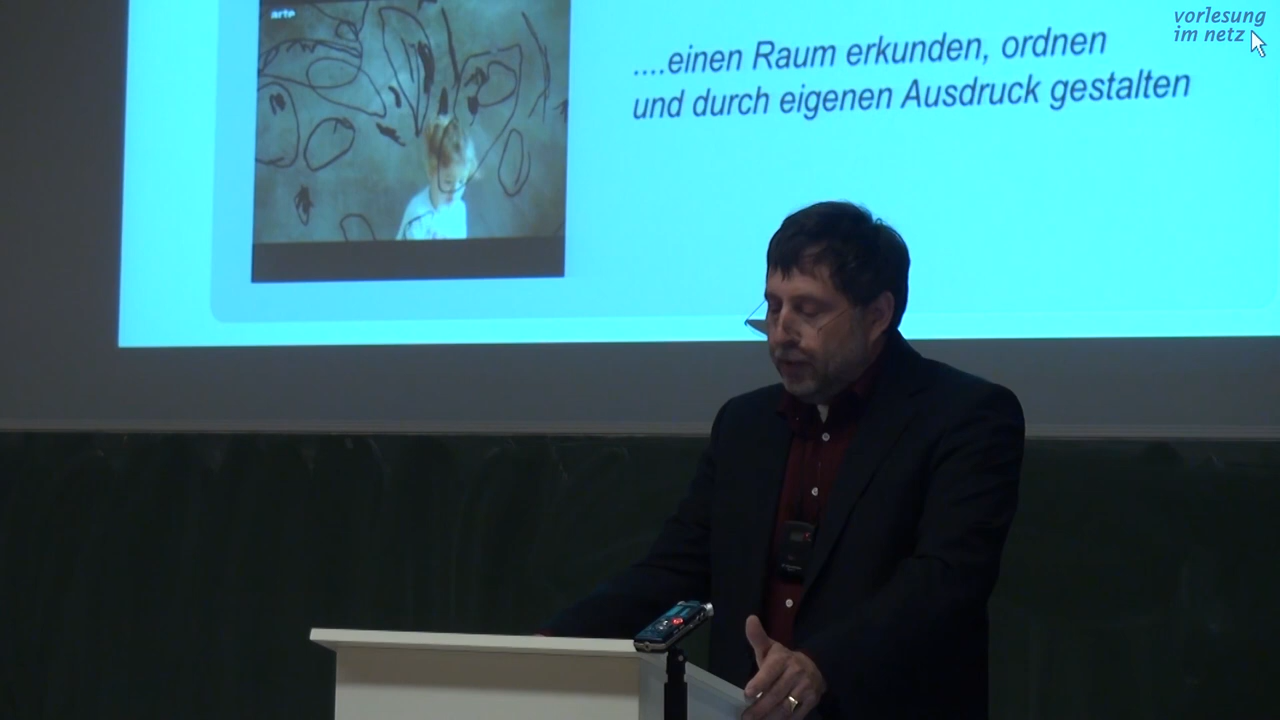 arte
vorlesung
im netz
....einen Raum erkunden, ordnen
und durch eigenen Ausdruck gestalten